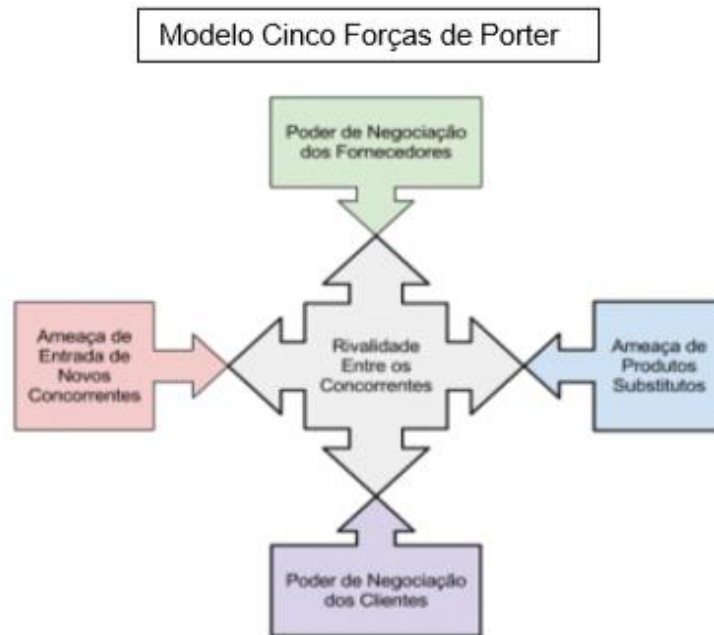 Modelo Cinco Forças de Porter
Poder de Negociação
dos Fornecedores
Ameaça de
Entrada de
Novos
Concorrentes
Rivalidade
Entre os
Concorrentes
Ameaça de
Produtos
Substitutos
Poder de Negociação
dos Clientes